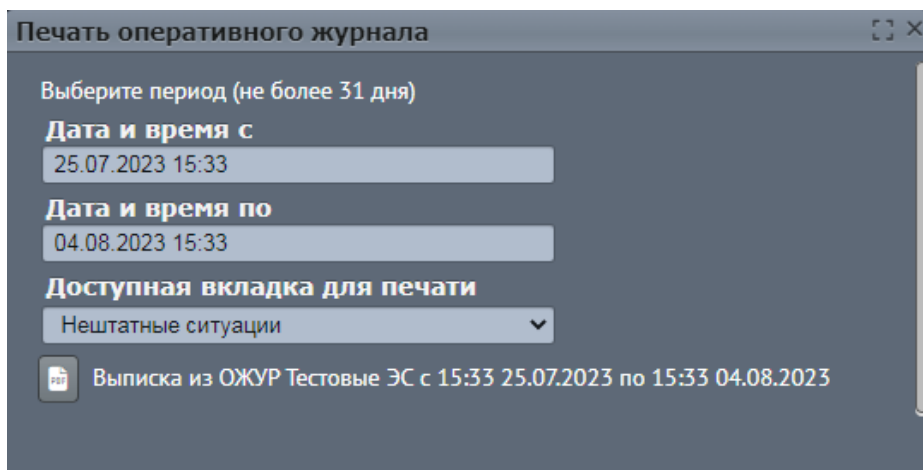 Печать оперативного журнала
Выберите период (не более 31 дня)
Дата и время с
25.07.2023 15:33
Дата и время по
04.08.2023 15:33
Доступная вкладка для печати
Нештатные ситуации
PDF Выписка из ОЖУР Тестовые ЭС с 15:33 25.07.2023 по 15:33 04.08.2023